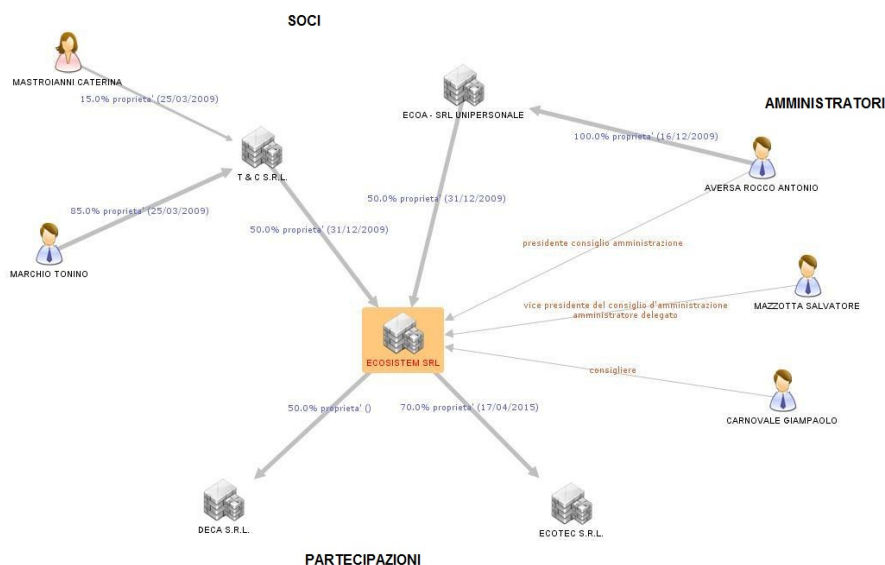 SOCI
MASTROIANNI CATERINA
15.0% proprieta' (25/03/2009)
ECOA - SRL UNIPERSONALE
AMMINISTRATORI
100.0% proprieta' (16/12/2009)
T & C S.R.L.
AVERSA ROCCO ANTONIO
50.0% proprieta' (31/12/2009)
85.0% proprieta' (25/03/2009)
50.0% proprieta' (31/12/2009)
presidente consiglio amministrazione
MARCHIO TONINO
MAZZOTTA SALVATORE
vice presidente del consiglio d'amministrazione
amministratore delegato
ECOSISTEM SRL
consigliere
50.0% proprieta' ()
70.0% proprieta' (17/04/2015)
CARNOVALE GIAMPAOLO
DECA S.R.L.
ECOTEC S.R.L.
PARTECIPAZIONI